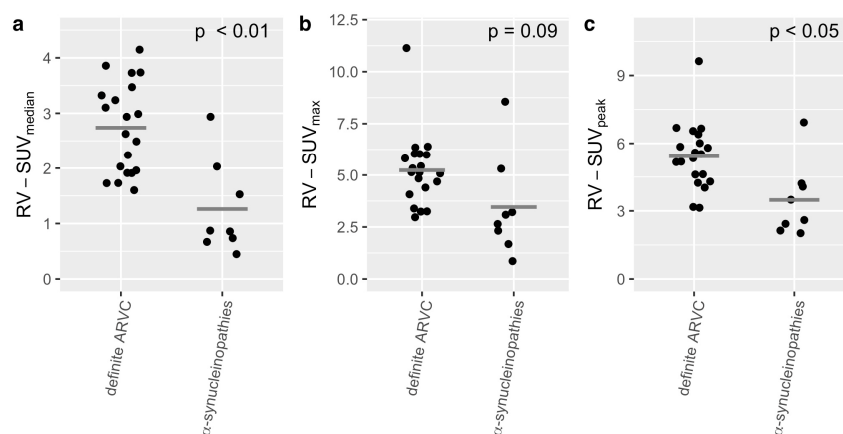 a
p < 0.01
RV – SUVmedian
4
3
2
1
0
definite ARVC
α-synucleinopathies
b
p = 0.09
RV – SUVmax
12.5
10.0
7.5
5.0
2.5
0.0
definite ARVC
α-synucleinopathies
c
p < 0.05
RV – SUVpeak
9
6
3
0
definite ARVC
α-synucleinopathies